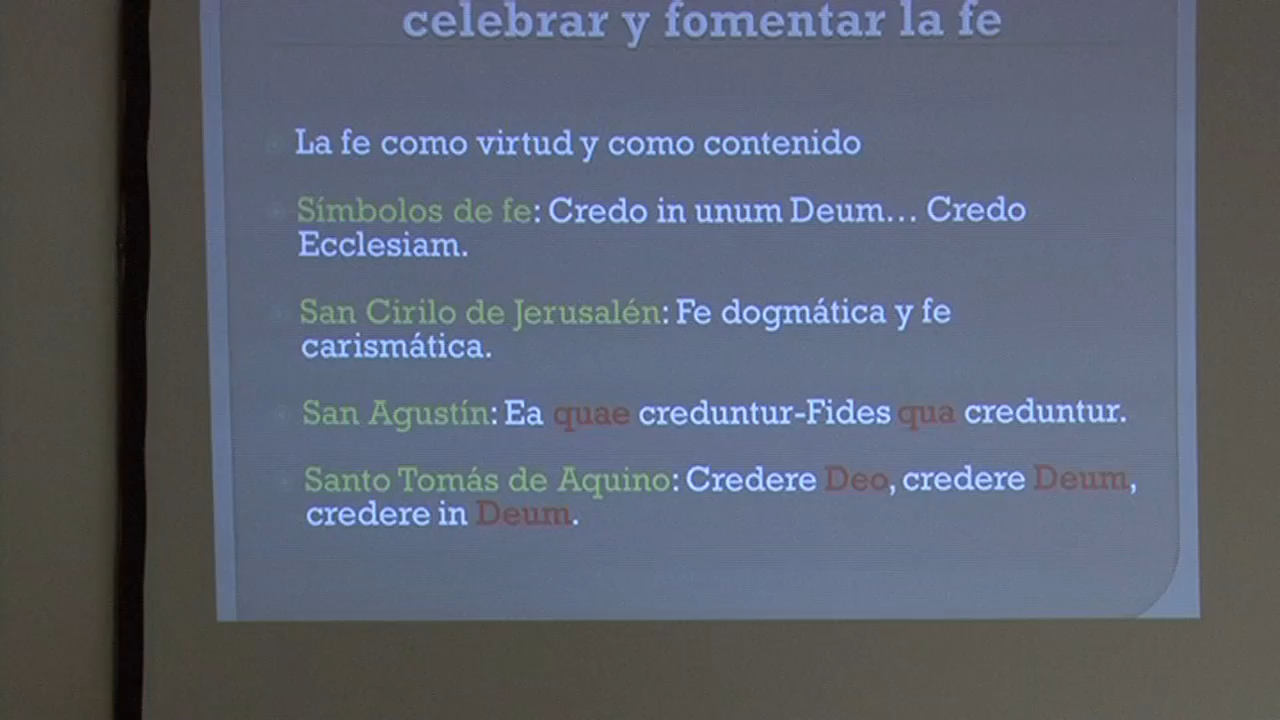 celebrar y fomentar la fe
La fe como virtud y como contenido
Símbolos de fe: Credo in unum Deum... Credo
Ecclesiam.
San Cirilo de Jerusalén: Fe dogmática y fe
carismática.
San Agustín: Ea quae creduntur-Fides qua creduntur.
Santo Tomás de Aquino: Credere Deo, credere Deum,
credere in Deum.